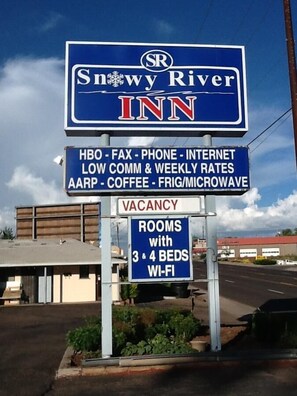 SR
Snowy River
INN
HBO - FAX - PHONE - INTERNET
LOW COMM & WEEKLY RATES
AARP - COFFEE - FRIG/MICROWAVE
VACANCY
ROOMS
with
3 & 4 BEDS
WI-FI